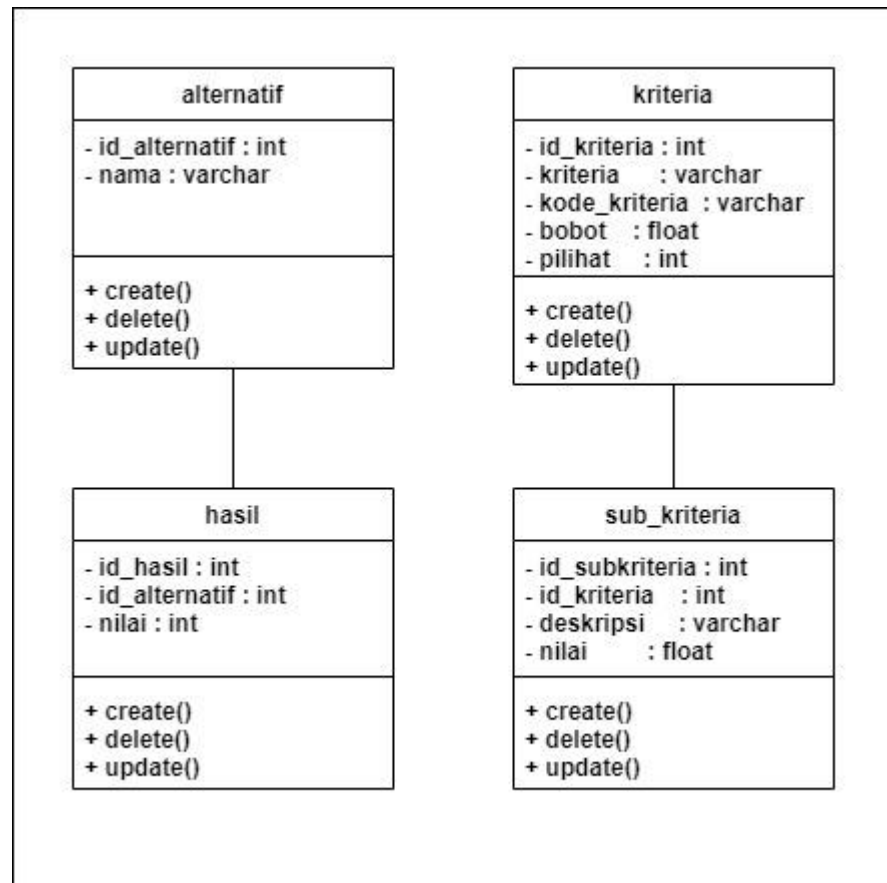 alternatif
- id_alternatif : int
- nama : varchar
+ create()
+ delete()
+ update()
kriteria
- id_kriteria : int
- kriteria : varchar
- kode_kriteria : varchar
- bobot : float
- pilihat : int
+ create()
+ delete()
+ update()
hasil
- id_hasil : int
- id_alternatif : int
- nilai : int
+ create()
+ delete()
+ update()
sub_kriteria
- id_subkriteria : int
- id_kriteria : int
- deskripsi : varchar
- nilai : float
+ create()
+ delete()
+ update()